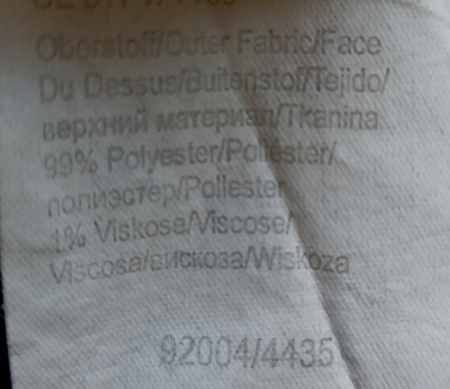 Oberstoff/Outer Fabric/Face
Du Dessus/Buitenstof/Tejido/
верхний материал/Tkanina
99% Polyester/Poliéster/
полиэстер/Poliester
1% Viskose/Viscose/
Viscosa/вискоза/Wiskoza
92004/4435